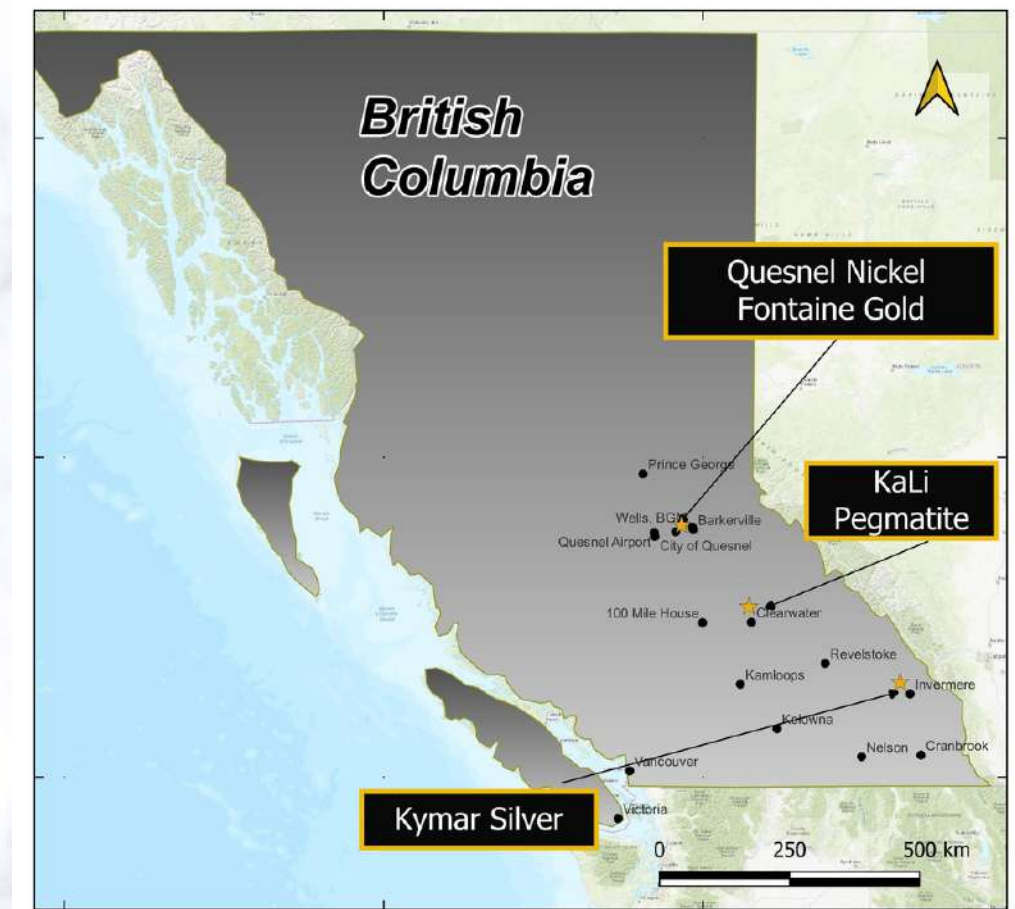 British
Columbia
Quesnel Nickel
Fontaine Gold
KaLi
Pegmatite
Prince George
Wells, BC
Barkerville
Quesnel Airport
City of Quesnel
100 Mile House
Clearwater
Revelstoke
Kamloops
Invermere
Kelowna
Nelson
Cranbrook
Vancouver
Kymar Silver
Victoria
0 250 500 km